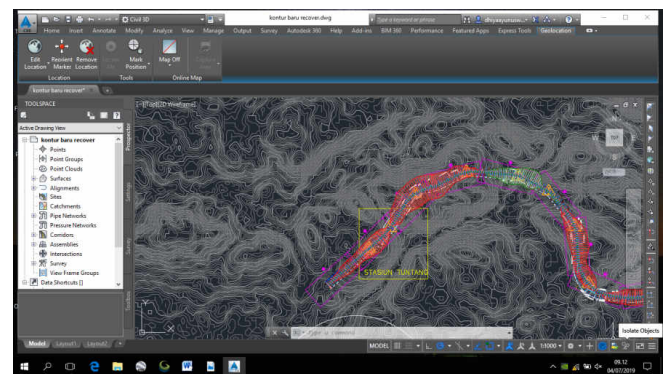 Civil 3D
kontur baru recover.dwg
Type a keyword or phrase
Home Insert Annotate Modify Analyze View Manage Output Survey Autodesk 360 Help Add-ins BIM 360 Performance Featured Apps Express Tools Geolocation
Edit Location
Reorient Marker
Remove Location
Mark Position
Map Off
Location
Tools
Online Map
kontur baru recover*
TOOLSPACE
[-][Top][2D Wireframe]
Active Drawing View
kontur baru recover
Points
Point Groups
Point Clouds
Surfaces
Alignments
Sites
Catchments
Pipe Networks
Pressure Networks
Corridors
Assemblies
Intersections
Survey
View Frame Groups
Data Shortcuts []
Prospector
Settings
Survey
Toolbox
TOP
STASIUN TUNTANG
Y
X
Type a command
Isolate Objects
Model Layout1 Layout2
MODEL
1:1000
09.12
04/07/2019